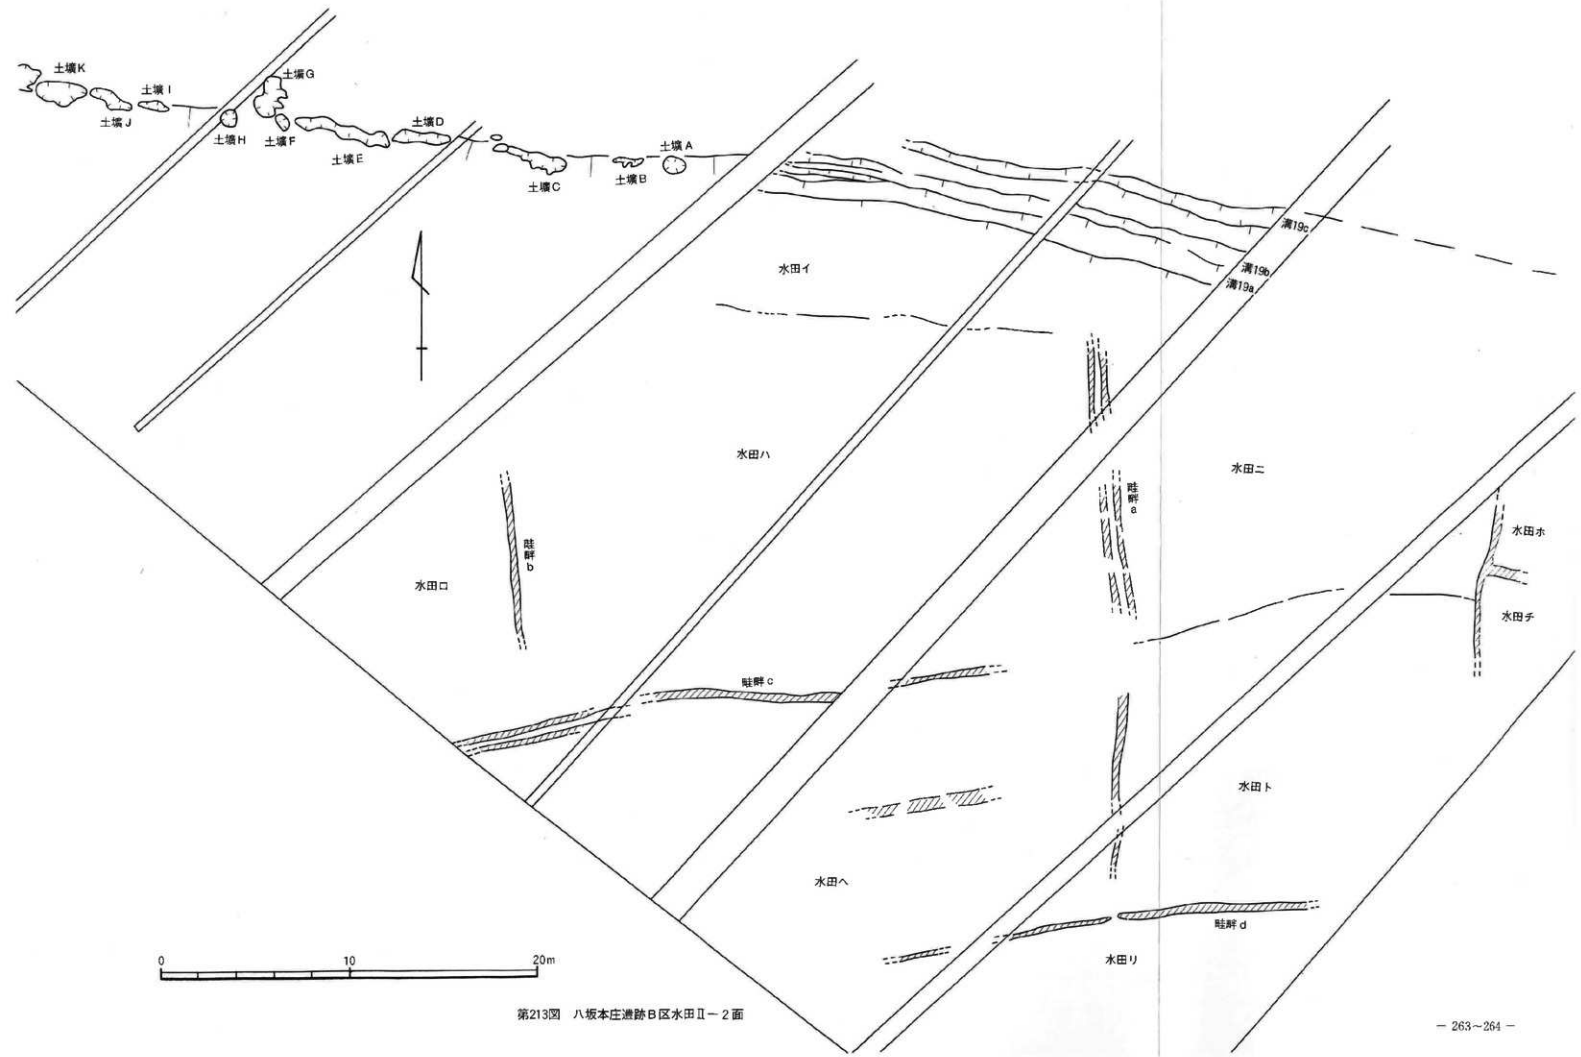 土壙K
土壙G
土壙I
土壙J
土壙H
土壙F
土壙D
土壙E
土壙A
土壙C
土壙B
溝19c
溝19b
溝19a
水田イ
水田ハ
水田ニ
畦畔a
水田ホ
畦畔b
水田ロ
水田チ
畦畔c
水田ト
水田ヘ
畦畔d
水田リ
0 10 20m
第213図 八坂本庄遺跡B区水田Ⅱ－2面
－ 263～264 －